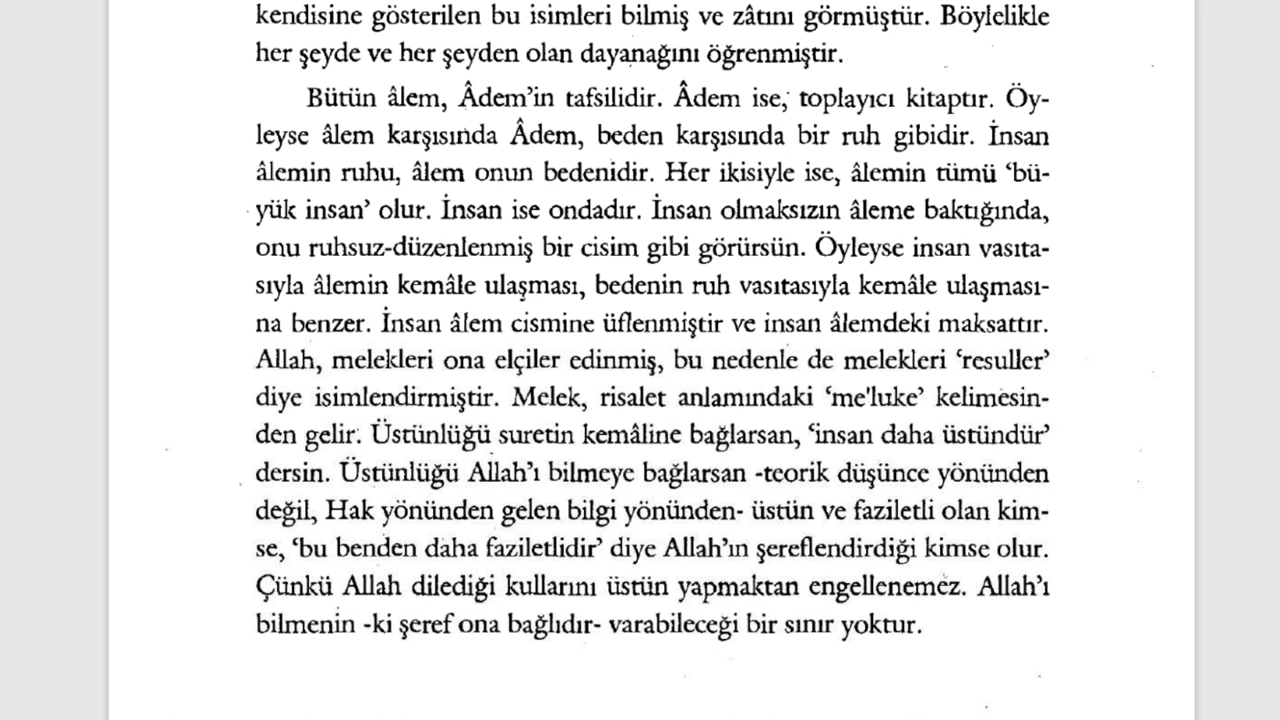 kendisine gösterilen bu isimleri bilmiş ve zâtını görmüştür. Böylelikle
her şeyde ve her şeyden olan dayanağını öğrenmiştir.
Bütün âlem, Âdem’in tafsilidir. Âdem ise, toplayıcı kitaptır. Öy-
leyse âlem karşısında Âdem, beden karşısında bir ruh gibidir. İnsan
âlemin ruhu, âlem onun bedenidir. Her ikisiyle ise, âlemin tümü ‘bü-
yük insan’ olur. İnsan ise ondadır. İnsan olmaksızın âleme baktığında,
onu ruhsuz-düzenlenmiş bir cisim gibi görürsün. Öyleyse insan vasıta-
sıyla âlemin kemâle ulaşması, bedenin ruh vasıtasıyla kemâle ulaşması-
na benzer. İnsan âlem cismine üflenmiştir ve insan âlemdeki maksattır.
Allah, melekleri ona elçiler edinmiş, bu nedenle de melekleri ‘resuller’
diye isimlendirmiştir. Melek, risalet anlamındaki ‘me'luke’ kelimesin-
den gelir. Üstünlüğü suretin kemâline bağlarsan, ‘insan daha üstündür’
dersin. Üstünlüğü Allah’ı bilmeye bağlarsan -teorik düşünce yönünden
değil, Hak yönünden gelen bilgi yönünden- üstün ve faziletli olan kim-
se, ‘bu benden daha faziletlidir’ diye Allah’ın şereflendirdiği kimse olur.
Çünkü Allah dilediği kullarını üstün yapmaktan engellenemez. Allah’ı
bilmenin -ki şeref ona bağlıdır- varabileceği bir sınır yoktur.